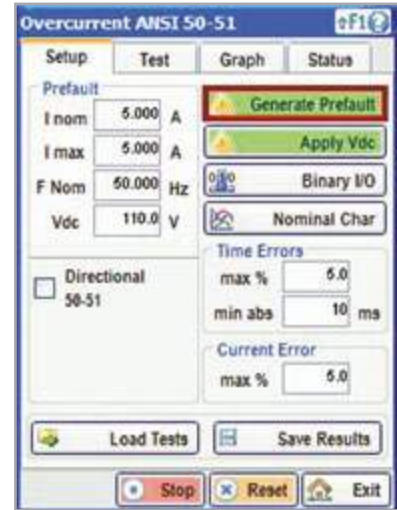 Overcurrent ANSI 50-51
F1
Setup Test Graph Status
Prefault
I nom 5.000 A
I max 5.000 A
F Nom 50.000 Hz
Vdc 110.0 V
Generate Prefault
Apply Vdc
Binary I/O
Nominal Char
Directional
50-51
Time Errors
max % 5.0
min abs 10 ms
Current Error
max % 5.0
Load Tests Save Results
Stop Reset Exit